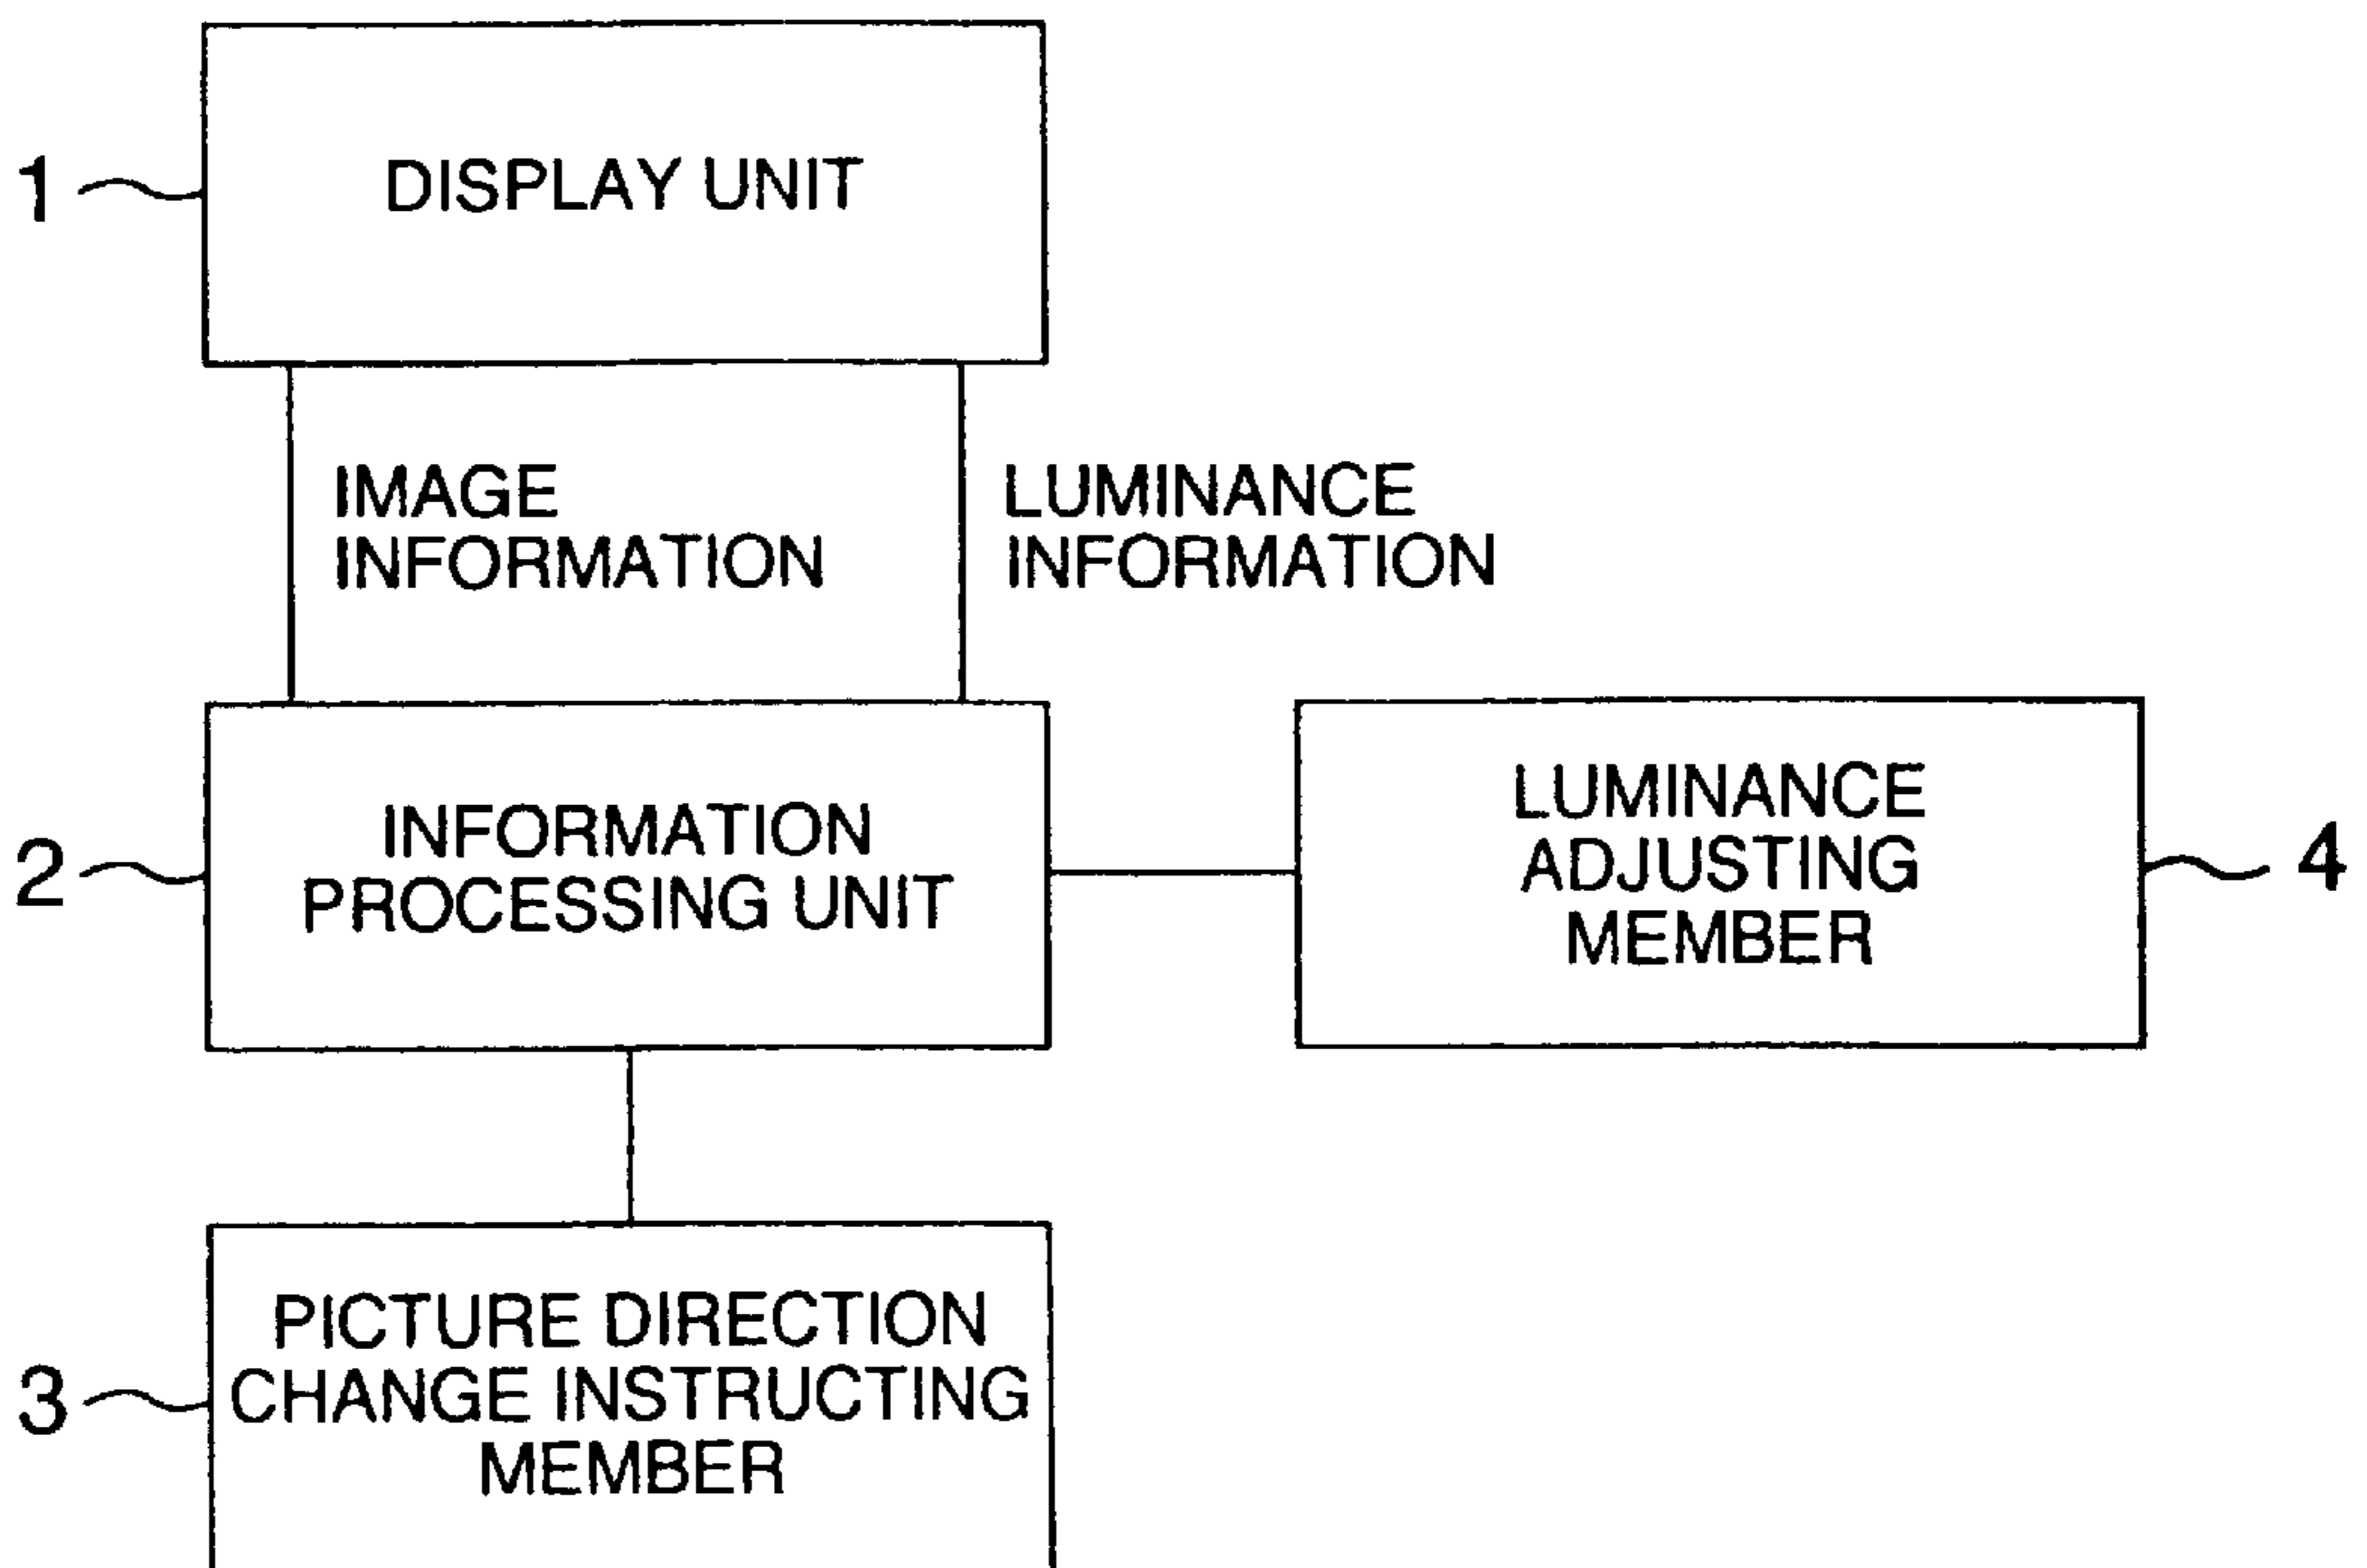 1
DISPLAY UNIT
IMAGE
INFORMATION
LUMINANCE
INFORMATION
2
INFORMATION
PROCESSING UNIT
LUMINANCE
ADJUSTING
MEMBER
4
3
PICTURE DIRECTION
CHANGE INSTRUCTING
MEMBER